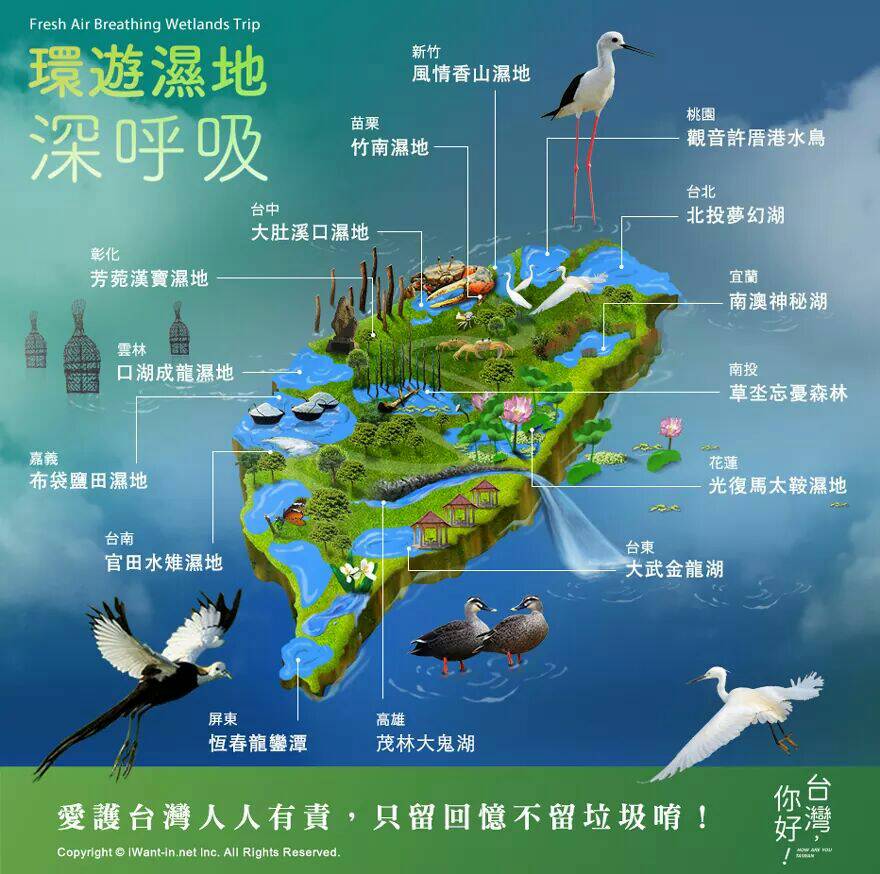 Fresh Air Breathing Wetlands Trip
環遊濕地
深呼吸
新竹
風情香山濕地
苗栗
竹南濕地
台中
大肚溪口濕地
彰化
芳苑漢寶濕地
雲林
口湖成龍濕地
嘉義
布袋鹽田濕地
台南
官田水雉濕地
屏東
恆春龍鑾潭
高雄
茂林大鬼湖
桃園
觀音許厝港水鳥
台北
北投夢幻湖
宜蘭
南澳神秘湖
南投
草坔忘憂森林
花蓮
光復馬太鞍濕地
台東
大武金龍湖
愛護台灣人人有責，只留回憶不留垃圾唷！
Copyright © iWant-in.net Inc. All Rights Reserved.
台灣，
你好！
HOW ARE YOU
TAIWAN